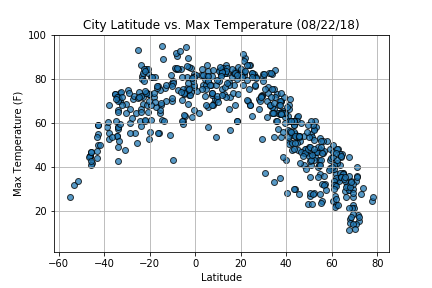 City Latitude vs. Max Temperature (08/22/18)
100
80
60
40
20
Max Temperature (F)
−60 −40 −20 0 20 40 60 80
Latitude